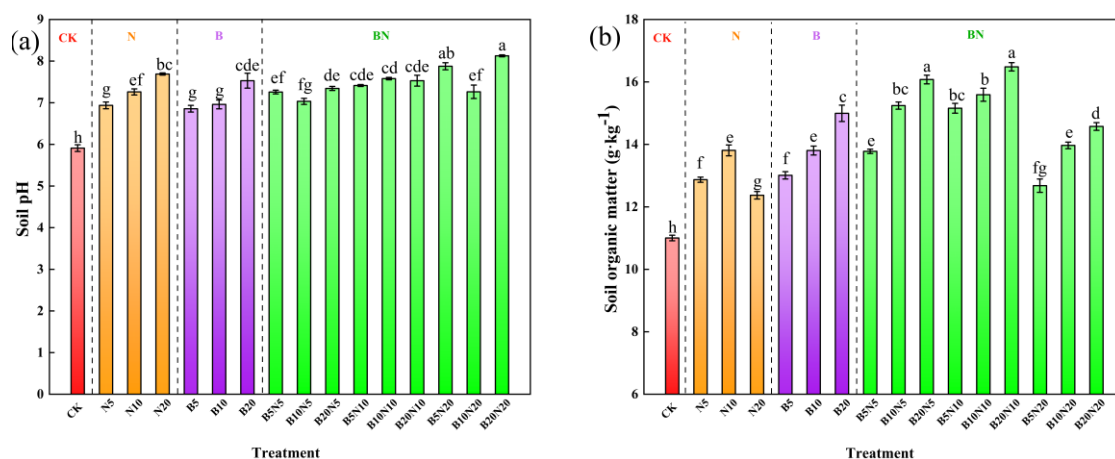 (a)
CK N B BN
9
8
7
6
5
4
3
2
1
0
Soil pH
h g ef bc g g cde ef fg de cde cd cde ab ef a
CK N5 N10 N20 B5 B10 B20 B5N5 B10N5 B20N5 B5N10 B10N10 B20N10 B5N20 B10N20 B20N20
Treatment
(b)
CK N B BN
18
16
14
12
10
8
6
Soil organic matter (g·kg⁻¹)
h f e g f e c e bc a bc b a fg e d
CK N5 N10 N20 B5 B10 B20 B5N5 B10N5 B20N5 B5N10 B10N10 B20N10 B5N20 B10N20 B20N20
Treatment